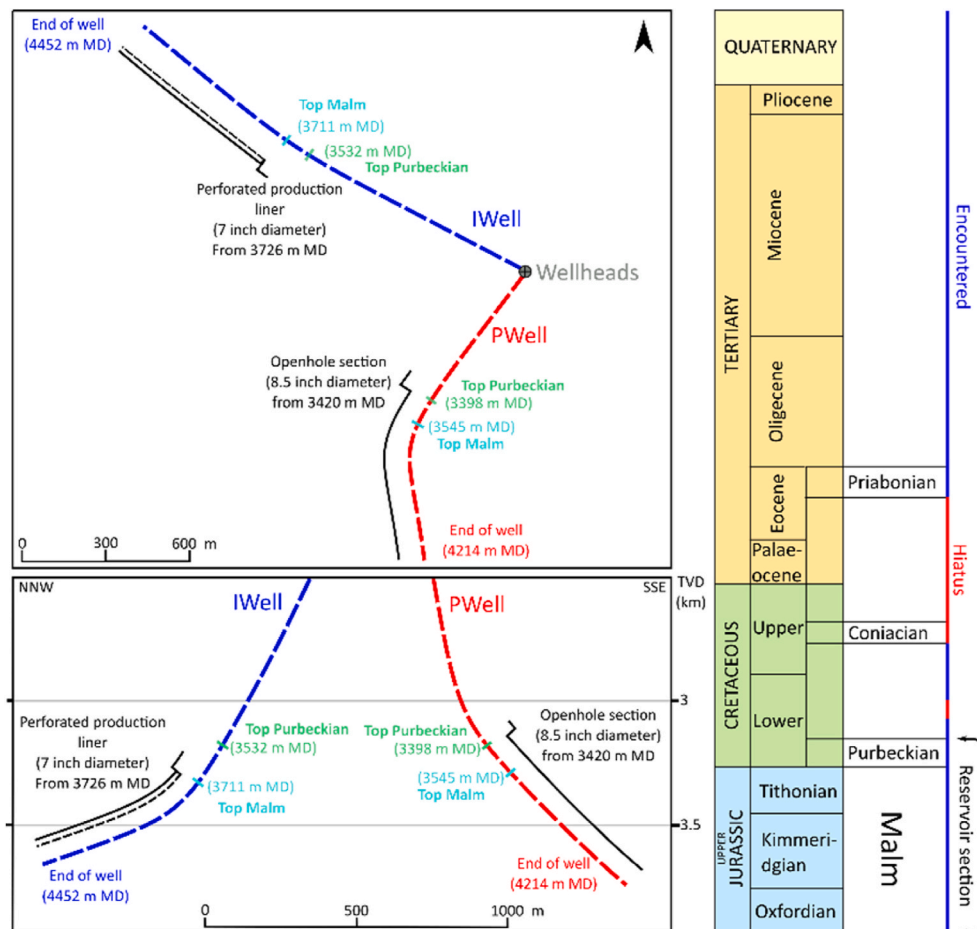 End of well
(4452 m MD)
Top Malm
(3711 m MD)
(3532 m MD)
Top Purbeckian
Perforated production
liner
(7 inch diameter)
From 3726 m MD
IWell
Wellheads
PWell
Openhole section
(8.5 inch diameter)
from 3420 m MD
Top Purbeckian
(3398 m MD)
(3545 m MD)
Top Malm
End of well
(4214 m MD)
0 300 600 m
NNW
SSE
TVD
(km)
IWell
PWell
3
Perforated production
liner
(7 inch diameter)
From 3726 m MD
Top Purbeckian
(3532 m MD)
Top Purbeckian
(3398 m MD)
Openhole section
(8.5 inch diameter)
from 3420 m MD
(3711 m MD)
Top Malm
(3545 m MD)
Top Malm
3.5
End of well
(4452 m MD)
End of well
(4214 m MD)
0 500 1000 m
QUATERNARY
TERTIARY
Pliocene
Miocene
Oligecene
Eocene
Priabonian
Palae-
ocene
CRETACEOUS
Upper
Coniacian
Lower
Purbeckian
UPPER
JURASSIC
Tithonian
Kimmeri-
dgian
Oxfordian
Malm
Encountered
Hiatus
Reservoir section